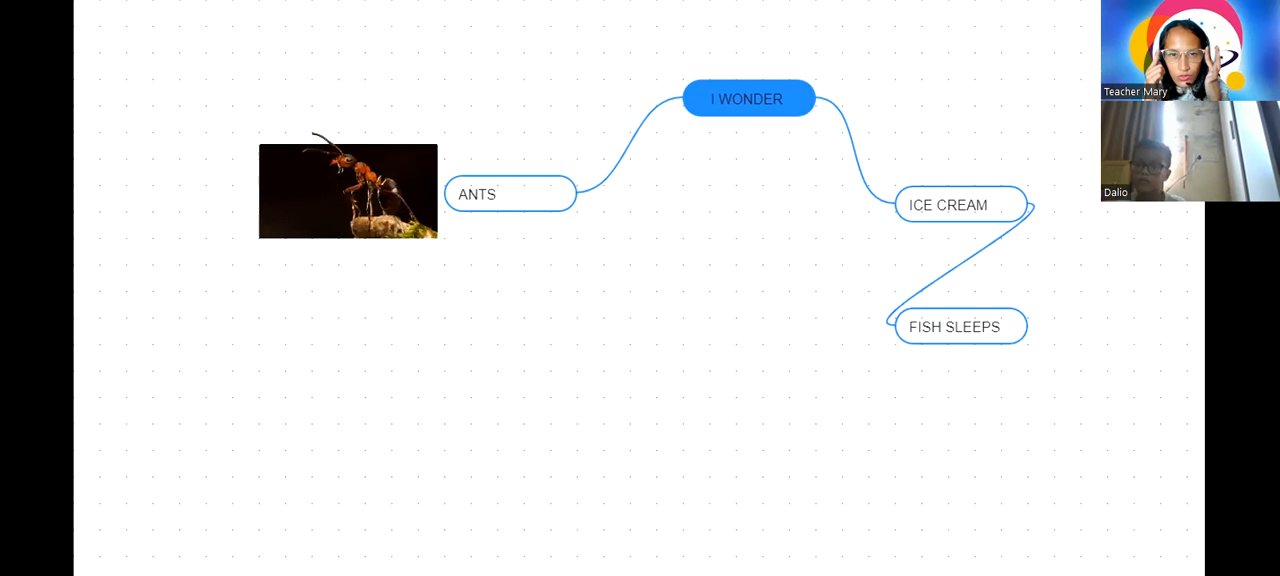 I WONDER
ANTS
ICE CREAM
FISH SLEEPS
Teacher Mary
Dalio